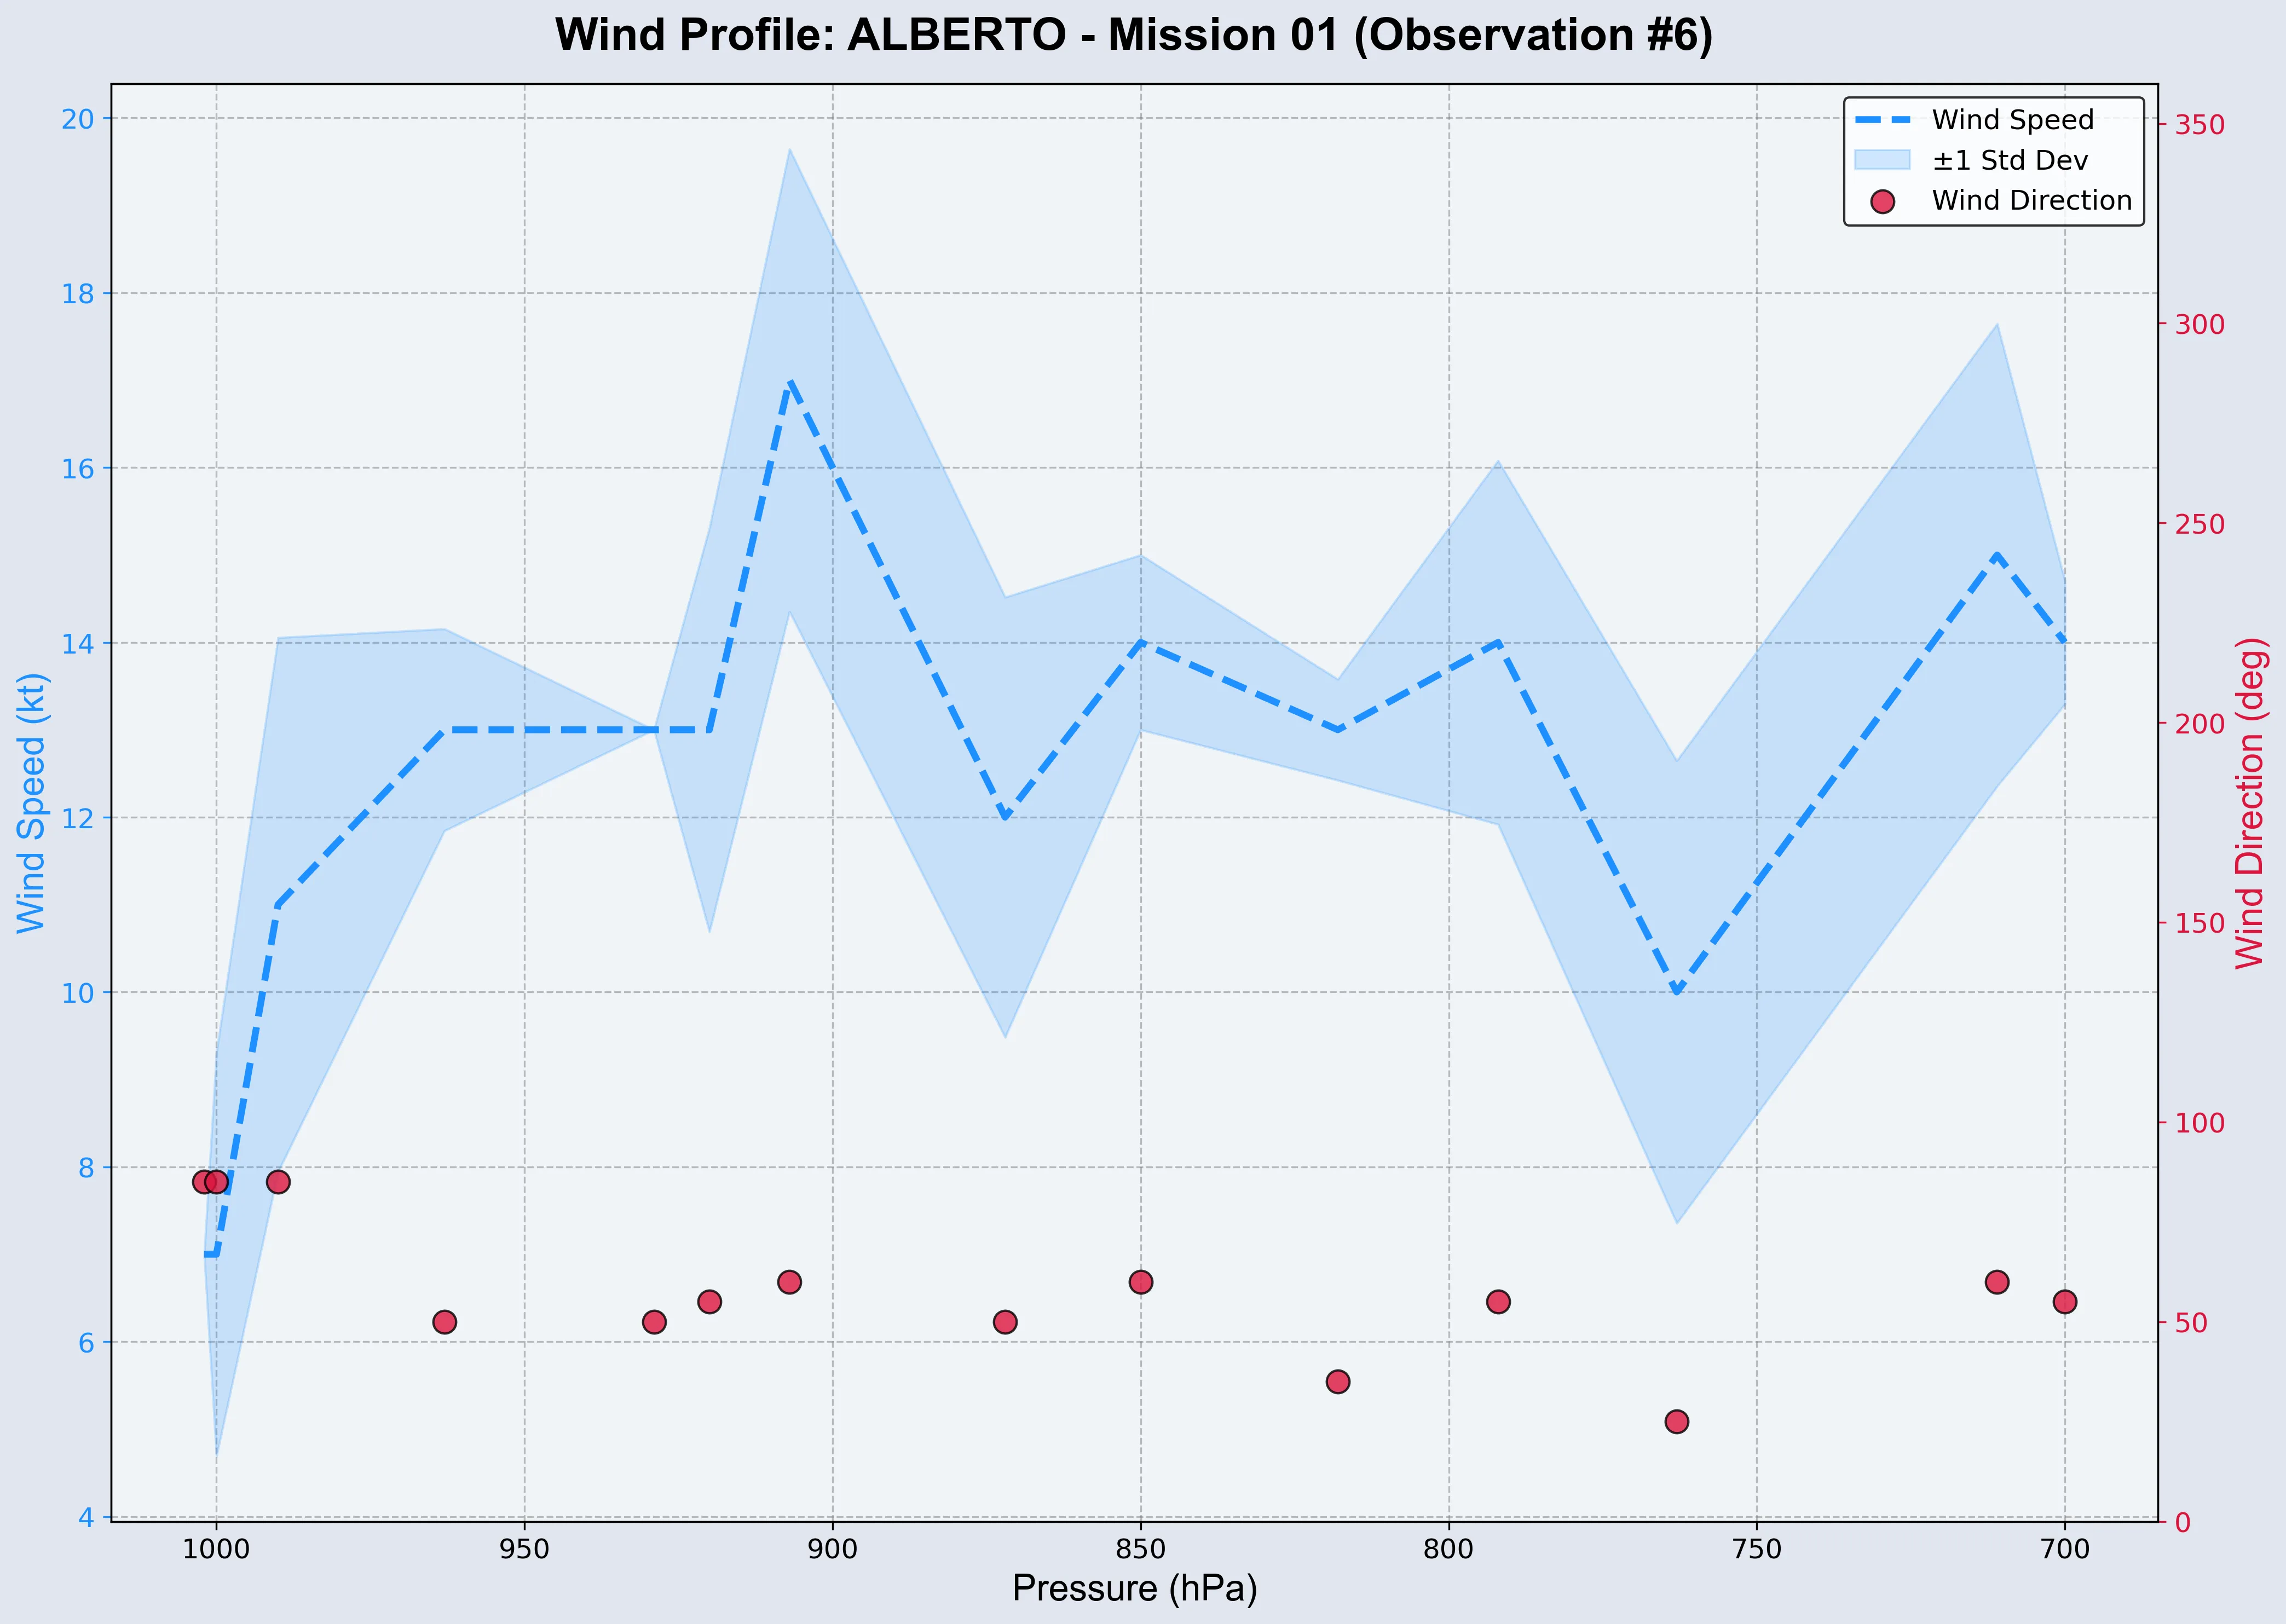 Wind Profile: ALBERTO - Mission 01 (Observation #6)
Wind Speed
±1 Std Dev
Wind Direction
Wind Speed (kt)
20
18
16
14
12
10
8
6
4
350
300
250
200
150
100
50
0
Wind Direction (deg)
1000 950 900 850 800 750 700
Pressure (hPa)